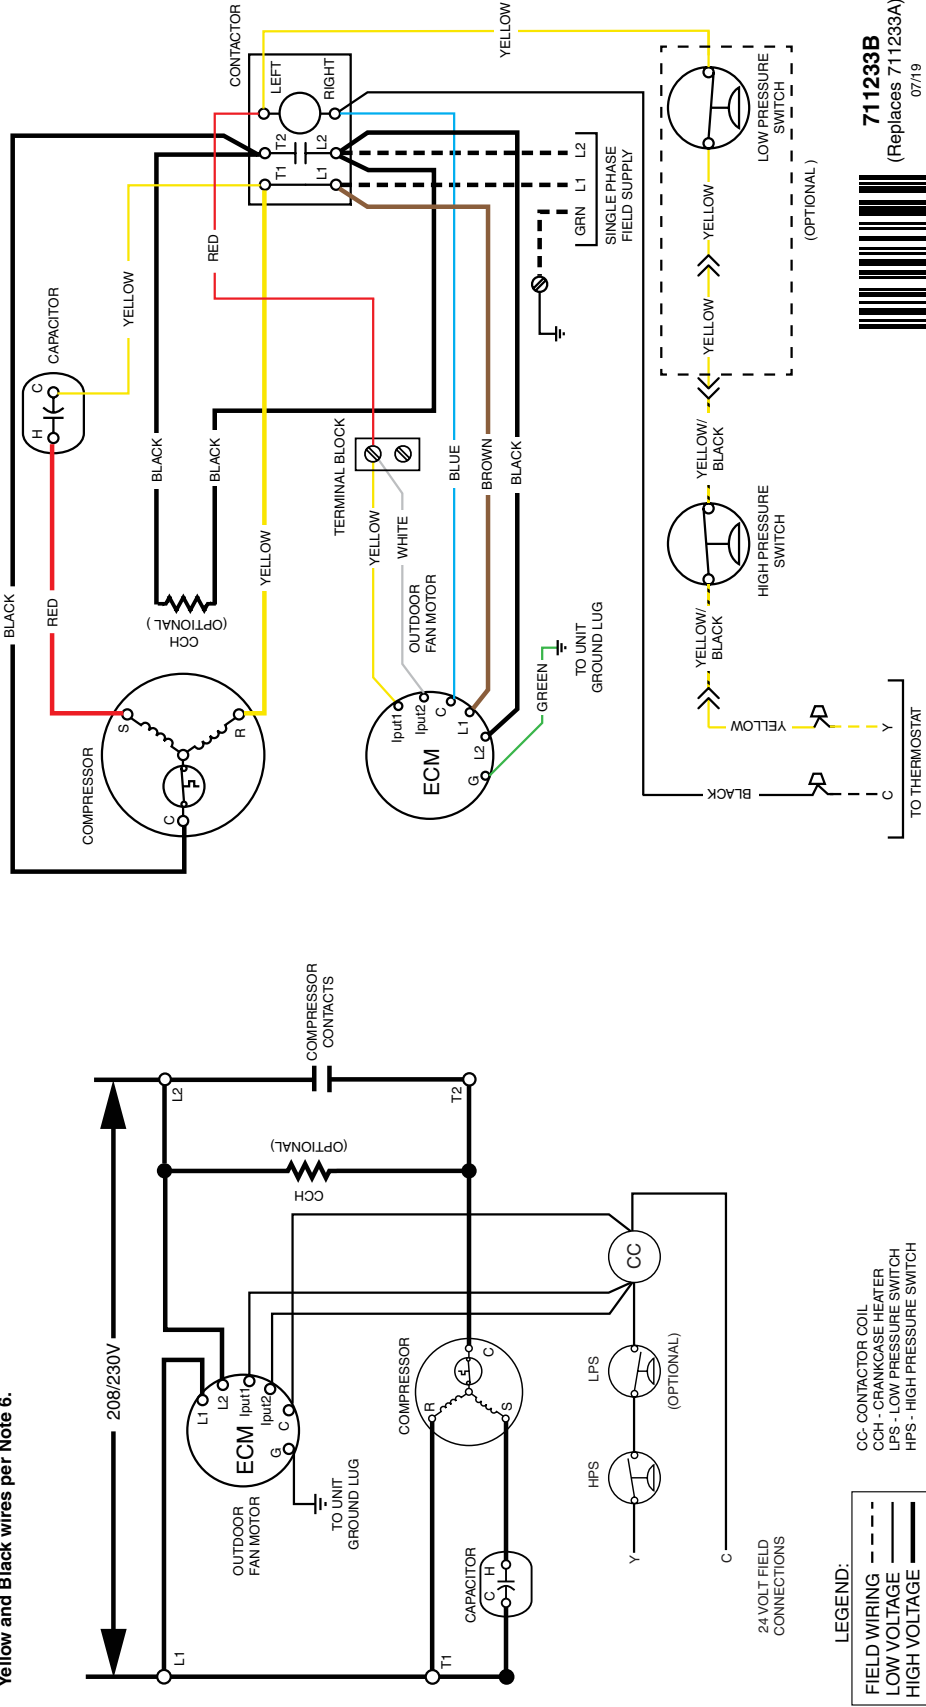 Yellow and Black wires per Note 6.
208/230V
L1
L2
COMPRESSOR
CONTACTS
CCH
(OPTIONAL)
T2
L1
L2
Iput1
Iput2
C
G
ECM
OUTDOOR
FAN MOTOR
TO UNIT
GROUND LUG
COMPRESSOR
R
C
S
CAPACITOR
C
H
T1
CC
LPS
(OPTIONAL)
HPS
Y
C
24 VOLT FIELD
CONNECTIONS
LEGEND:
FIELD WIRING
LOW VOLTAGE
HIGH VOLTAGE
CC- CONTACTOR COIL
CCH - CRANKCASE HEATER
LPS - LOW PRESSURE SWITCH
HPS - HIGH PRESSURE SWITCH
BLACK
RED
COMPRESSOR
S
R
C
CAPACITOR
H
C
YELLOW
BLACK
BLACK
CCH
(OPTIONAL )
YELLOW
CONTACTOR
LEFT
RIGHT
T2
L2
T1
L1
RED
YELLOW
TERMINAL BLOCK
YELLOW
WHITE
OUTDOOR
FAN MOTOR
BLUE
BROWN
BLACK
Iput1
Iput2
C
L1
L2
G
ECM
GREEN
TO UNIT
GROUND LUG
GRN
L1
L2
SINGLE PHASE
FIELD SUPPLY
LOW PRESSURE
SWITCH
(OPTIONAL )
YELLOW
YELLOW
YELLOW/
BLACK
HIGH PRESSURE
SWITCH
YELLOW/
BLACK
YELLOW
BLACK
Y
C
TO THERMOSTAT
711233B
(Replaces 711233A)
07/19